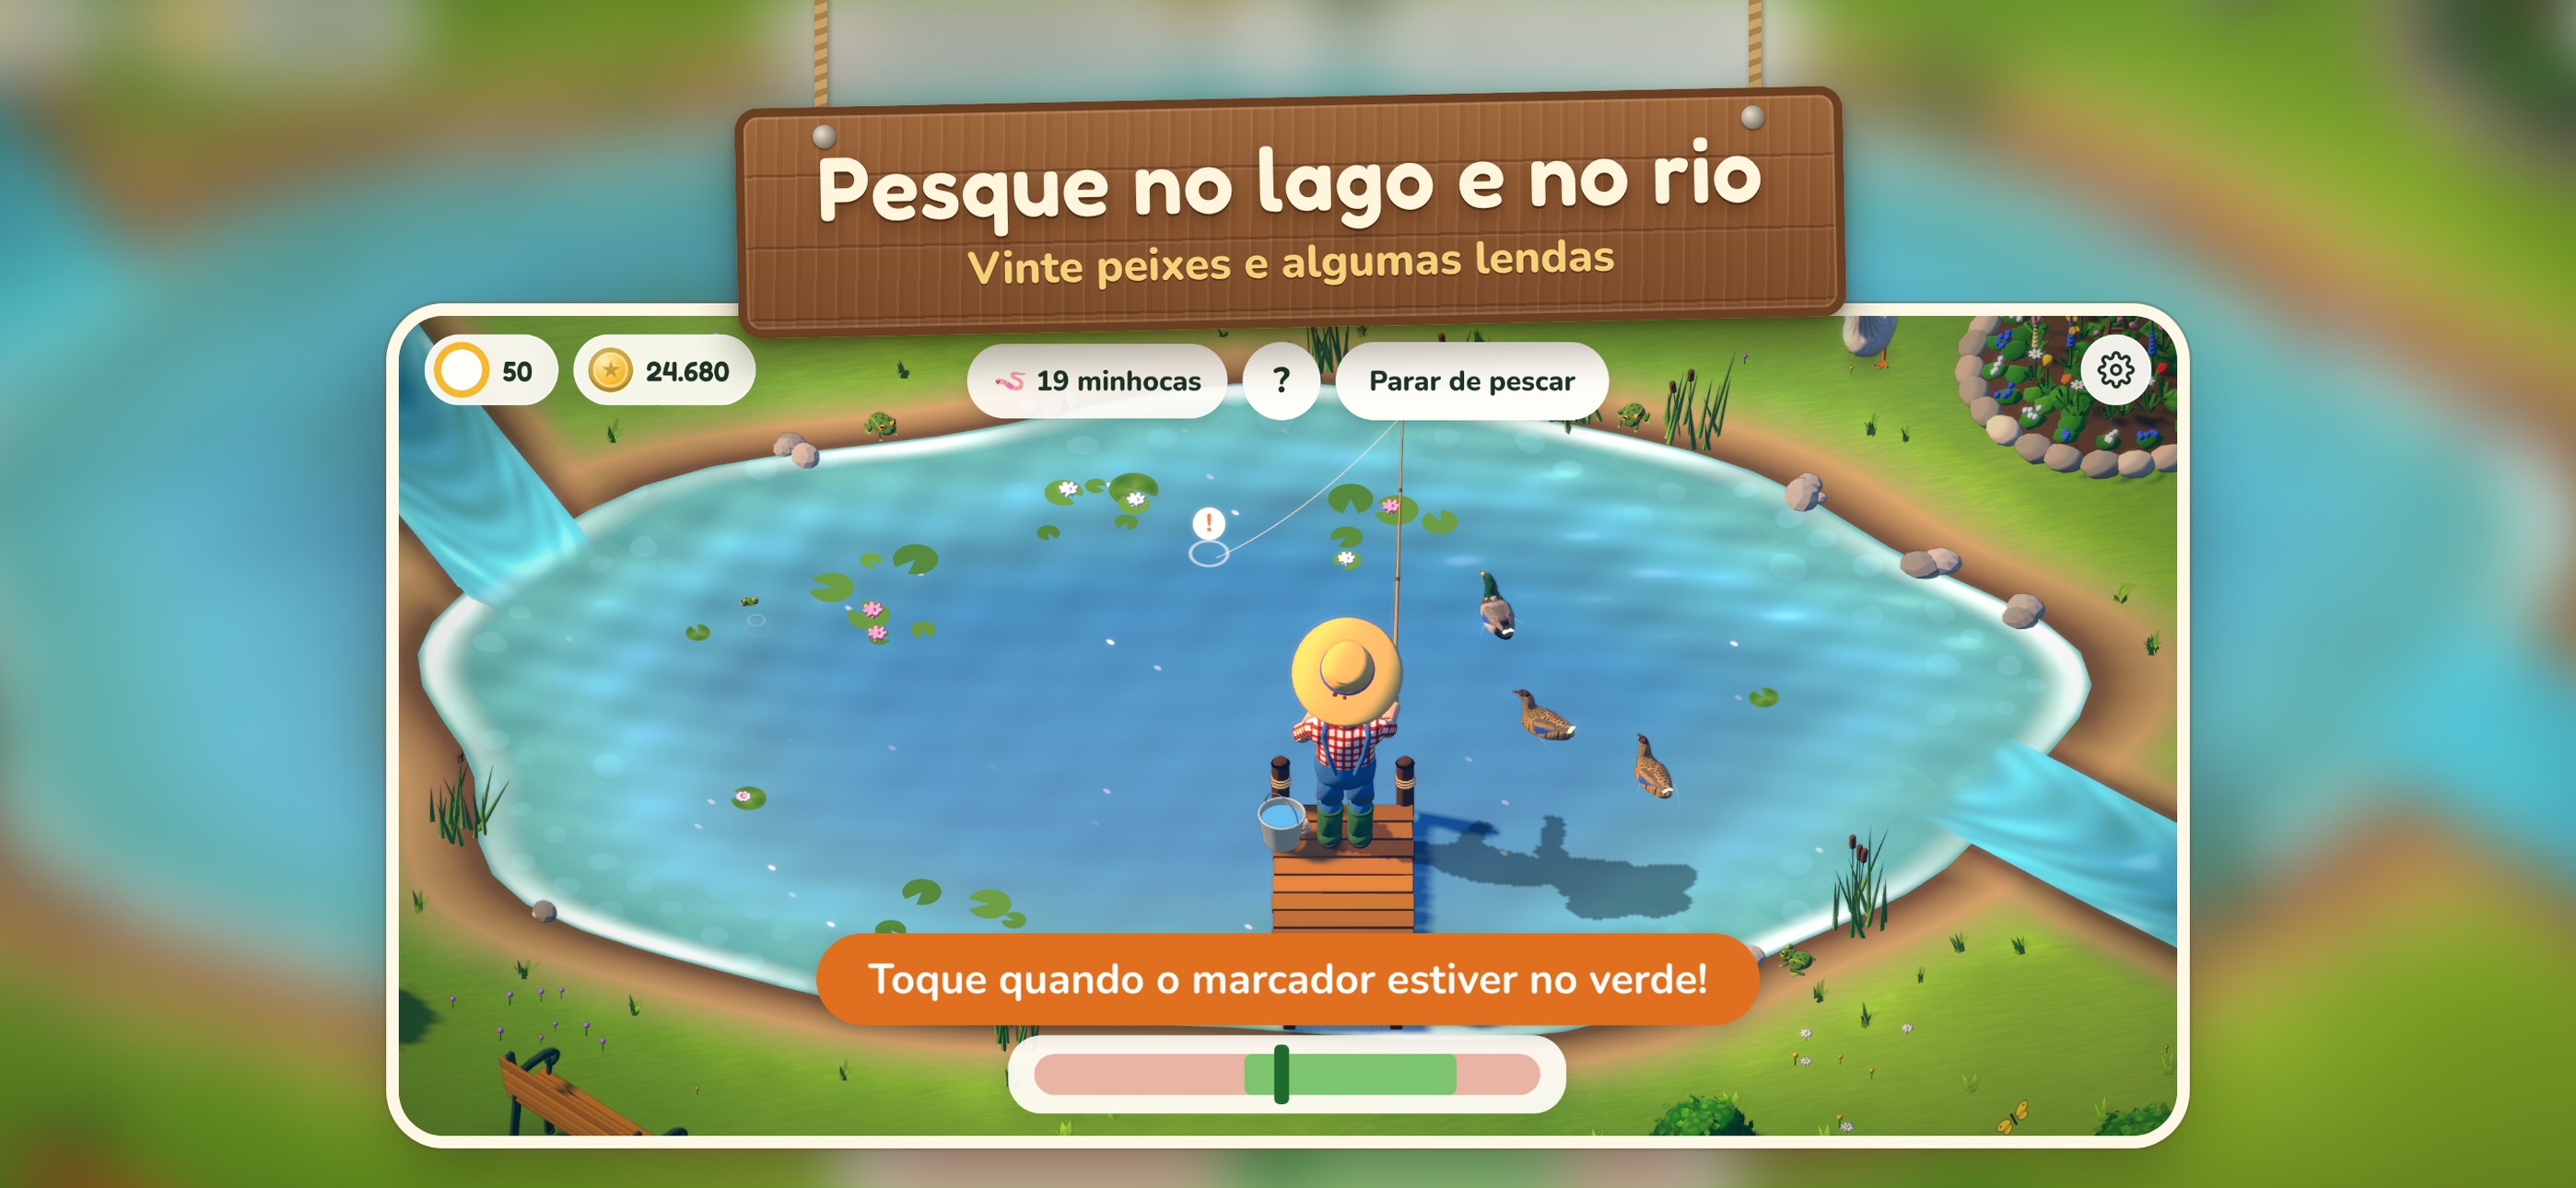 Pesque no lago e no rio
Vinte peixes e algumas lendas
50
24.680
19 minhocas
?
Parar de pescar
!
Toque quando o marcador estiver no verde!